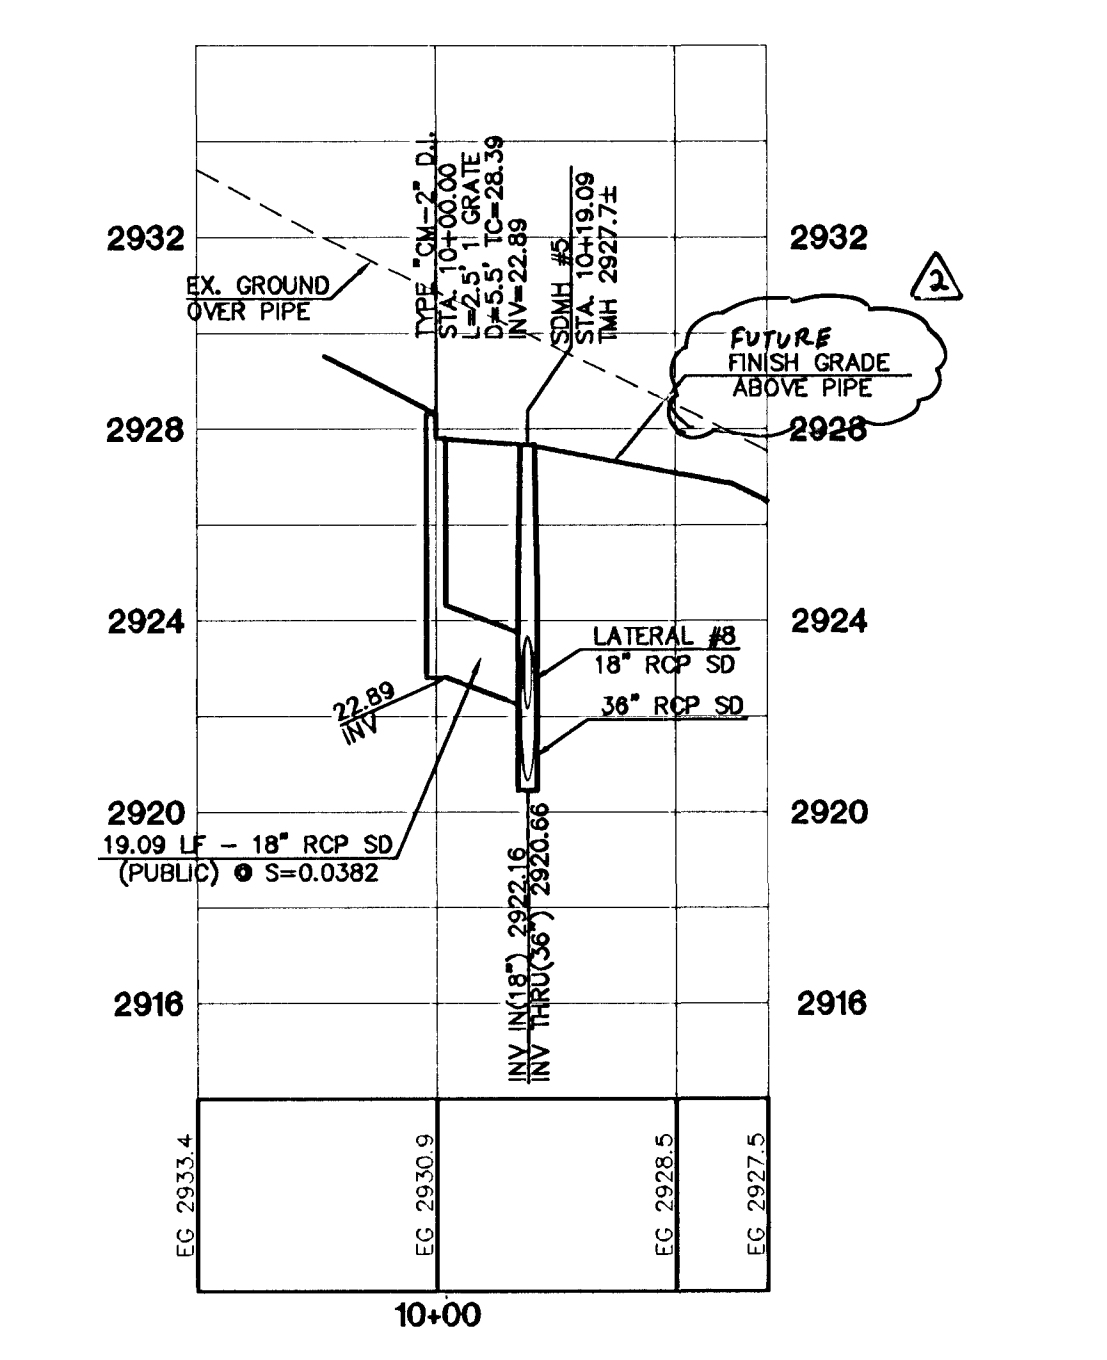 TYPE "CM-2" D.I.
STA. 10+00.00
L=2.5' 1 GRATE
D=5.5' TC=28.39
INV=22.89
SDMH #5
STA. 10+19.09
TMH 2927.7±
2932
2932
2
EX. GROUND
OVER PIPE
FUTURE
FINISH GRADE
ABOVE PIPE
2928
2928
2924
2924
LATERAL #8
18" RCP SD
22.89
INV
36" RCP SD
2920
2920
19.09 LF - 18" RCP SD
(PUBLIC) @ S=0.0382
INV IN(18") 2922.16
INV THRU(36") 2920.66
2916
2916
EG 2933.4
EG 2930.9
EG 2928.5
EG 2927.5
10+00